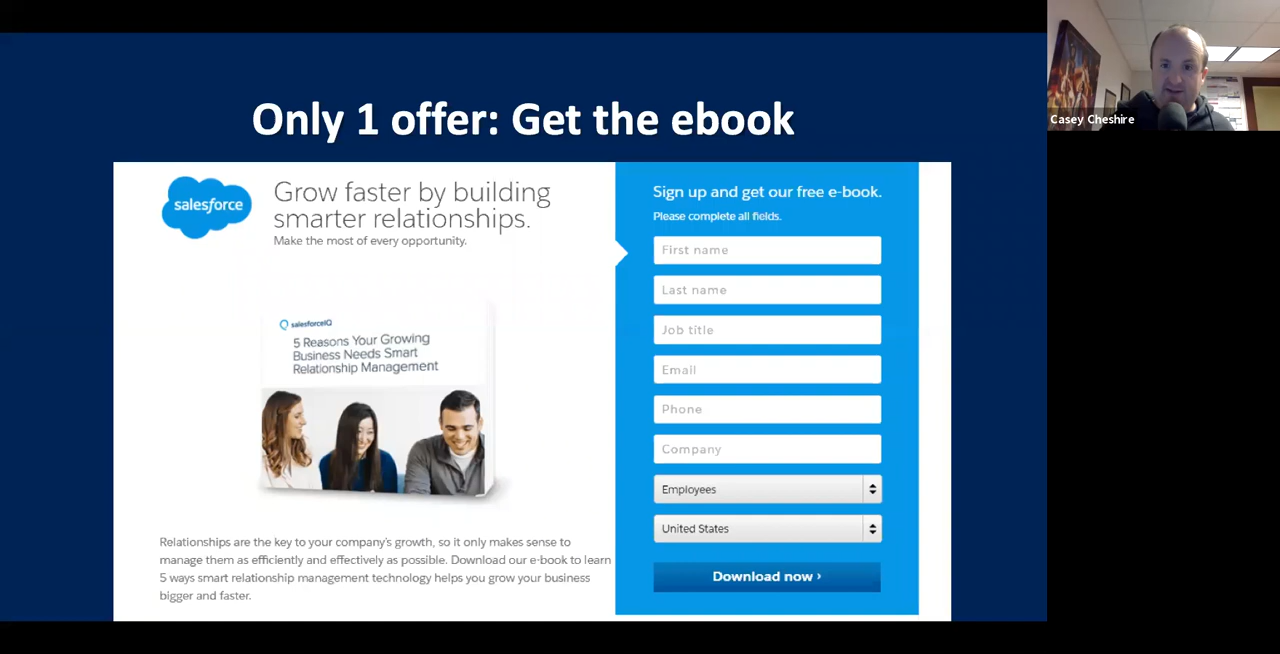 Only 1 offer: Get the ebook
salesforce
Grow faster by building
smarter relationships.
Make the most of every opportunity.
salesforceIQ
5 Reasons Your Growing
Business Needs Smart
Relationship Management
Relationships are the key to your company's growth, so it only makes sense to
manage them as efficiently and effectively as possible. Download our e-book to learn
5 ways smart relationship management technology helps you grow your business
bigger and faster.
Sign up and get our free e-book.
Please complete all fields.
First name
Last name
Job title
Email
Phone
Company
Employees
United States
Download now ›
Casey Cheshire